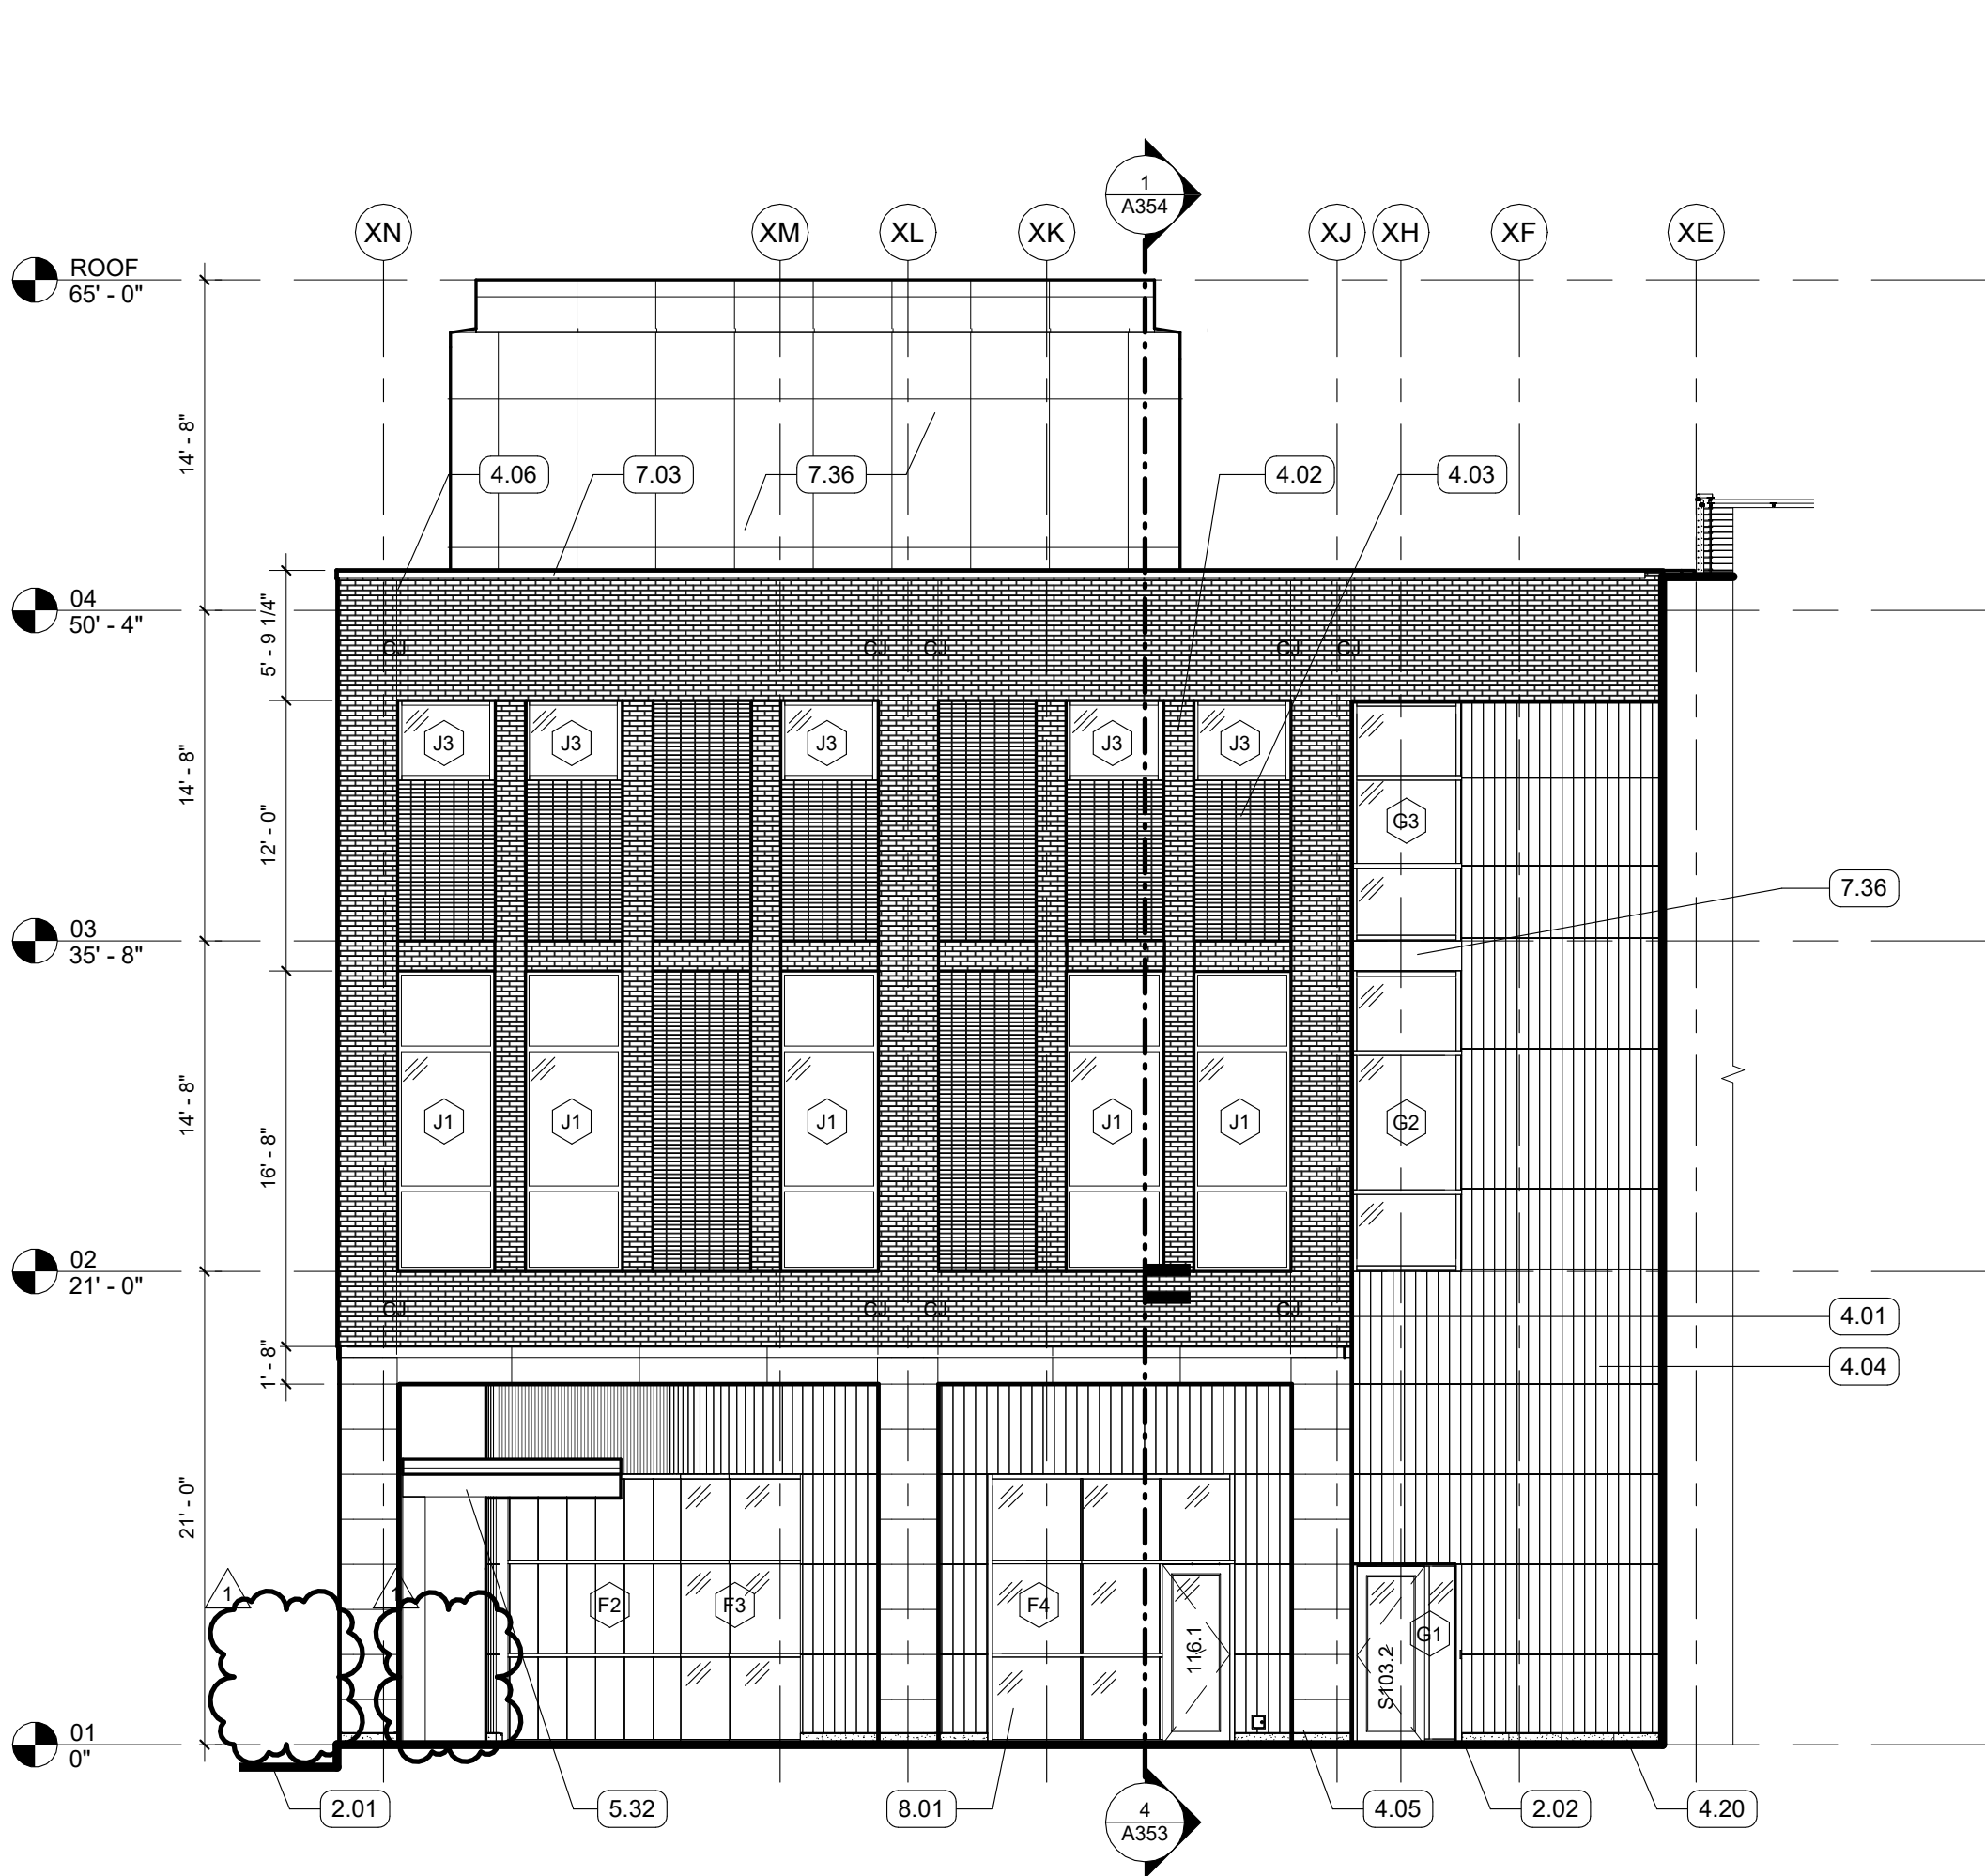 1
A354
XN
XM
XL
XK
XJ
XH
XF
XE
ROOF
65' - 0"
14' - 8"
4.06
7.03
7.36
4.02
4.03
04
50' - 4"
5' - 9 1/4"
CJ
CJ
CJ
CJ
CJ
J3
J3
J3
J3
J3
14' - 8"
12' - 0"
G3
7.36
03
35' - 8"
14' - 8"
16' - 8"
J1
J1
J1
J1
J1
G2
02
21' - 0"
CJ
CJ
CJ
CJ
4.01
4.04
1' - 8"
21' - 0"
1
1
F2
F3
F4
116.1
S103.2
G1
01
0"
2.01
5.32
8.01
4
A353
4.05
2.02
4.20